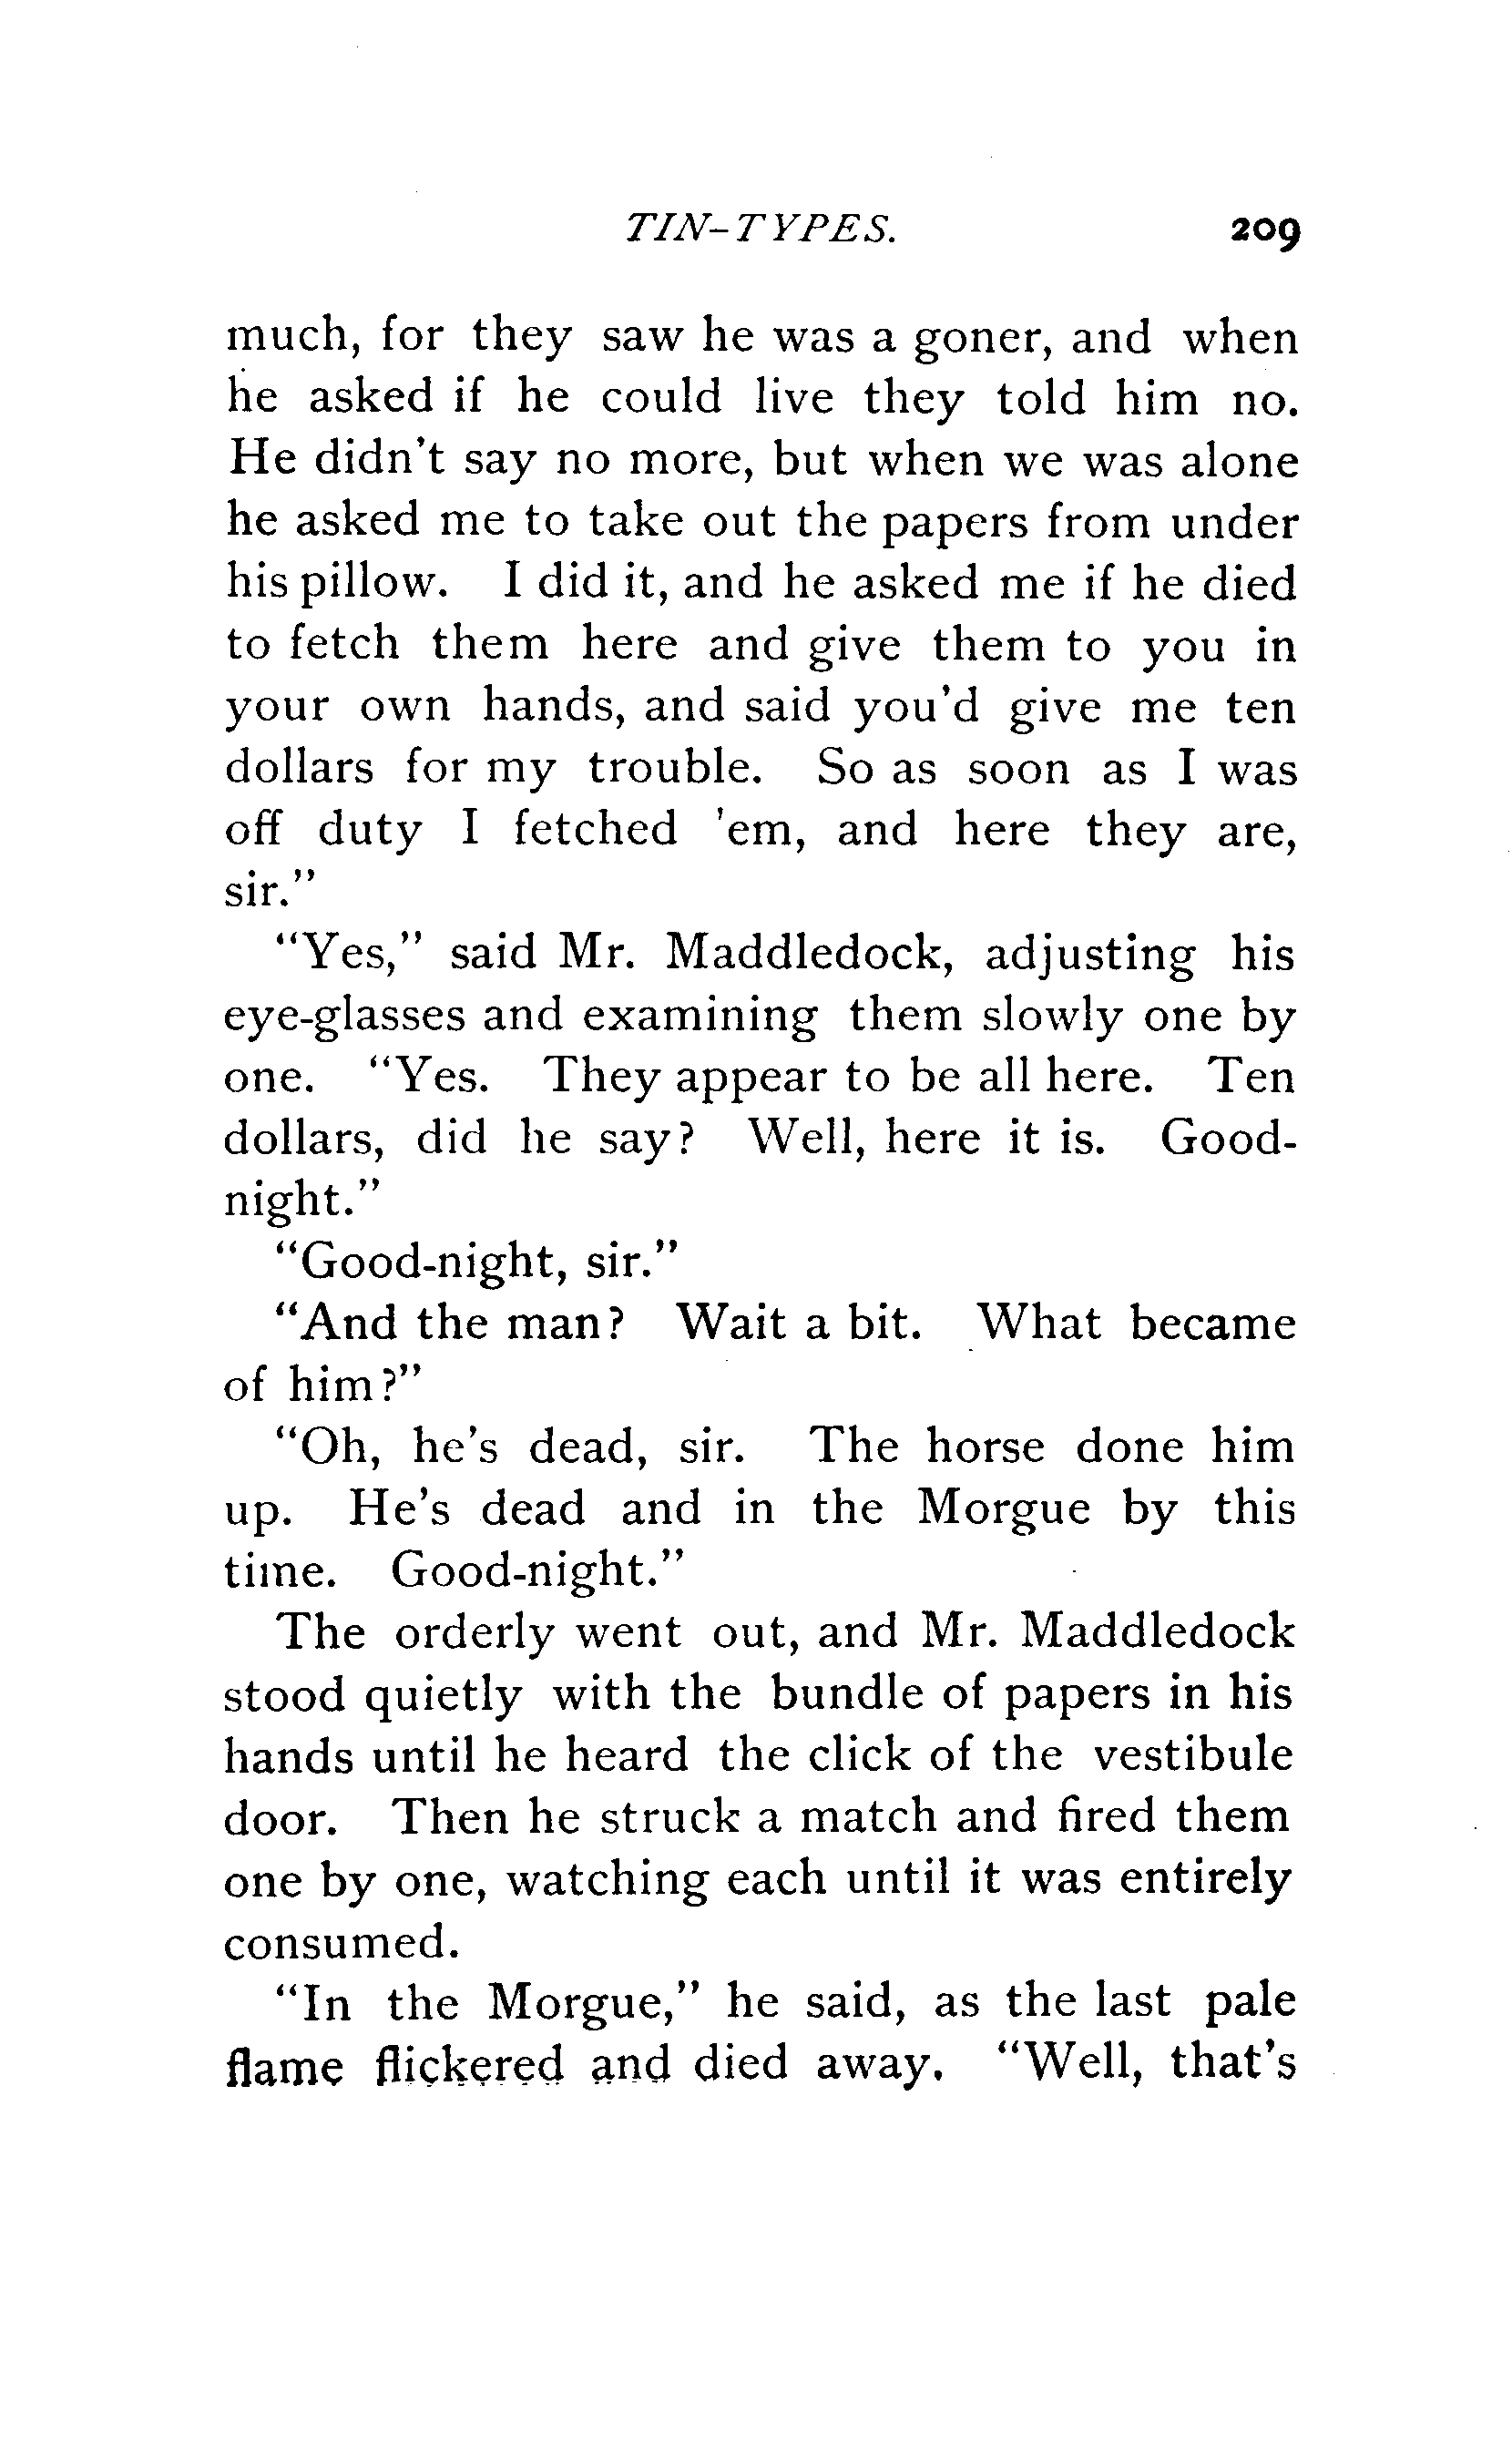 TIN-TYPES. 209
much, for they saw he was a goner, and when
he asked if he could live they told him no.
He didn't say no more, but when we was alone
he asked me to take out the papers from under
his pillow. I did it, and he asked me if he died
to fetch them here and give them to you in
your own hands, and said you'd give me ten
dollars for my trouble. So as soon as I was
off duty I fetched 'em, and here they are,
sir."
"Yes," said Mr. Maddledock, adjusting his
eye-glasses and examining them slowly one by
one. "Yes. They appear to be all here. Ten
dollars, did he say? Well, here it is. Good-
night."
"Good-night, sir."
"And the man? Wait a bit. What became
of him?"
"Oh, he's dead, sir. The horse done him
up. He's dead and in the Morgue by this
time. Good-night."
The orderly went out, and Mr. Maddledock
stood quietly with the bundle of papers in his
hands until he heard the click of the vestibule
door. Then he struck a match and fired them
one by one, watching each until it was entirely
consumed.
"In the Morgue," he said, as the last pale
flame flickered and died away. "Well, that's